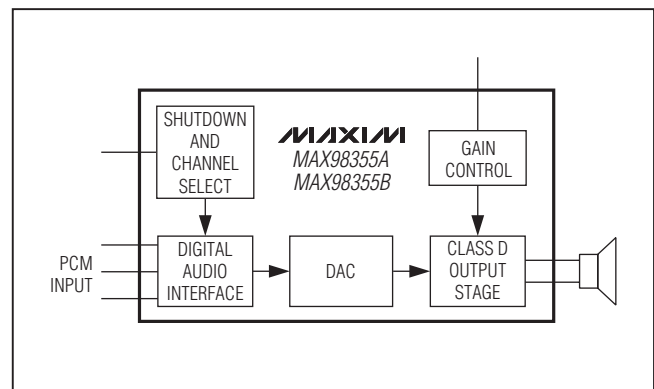 SHUTDOWN
AND
CHANNEL
SELECT
MAXIM
MAX98355A
MAX98355B
GAIN
CONTROL
PCM
INPUT
DIGITAL
AUDIO
INTERFACE
DAC
CLASS D
OUTPUT
STAGE